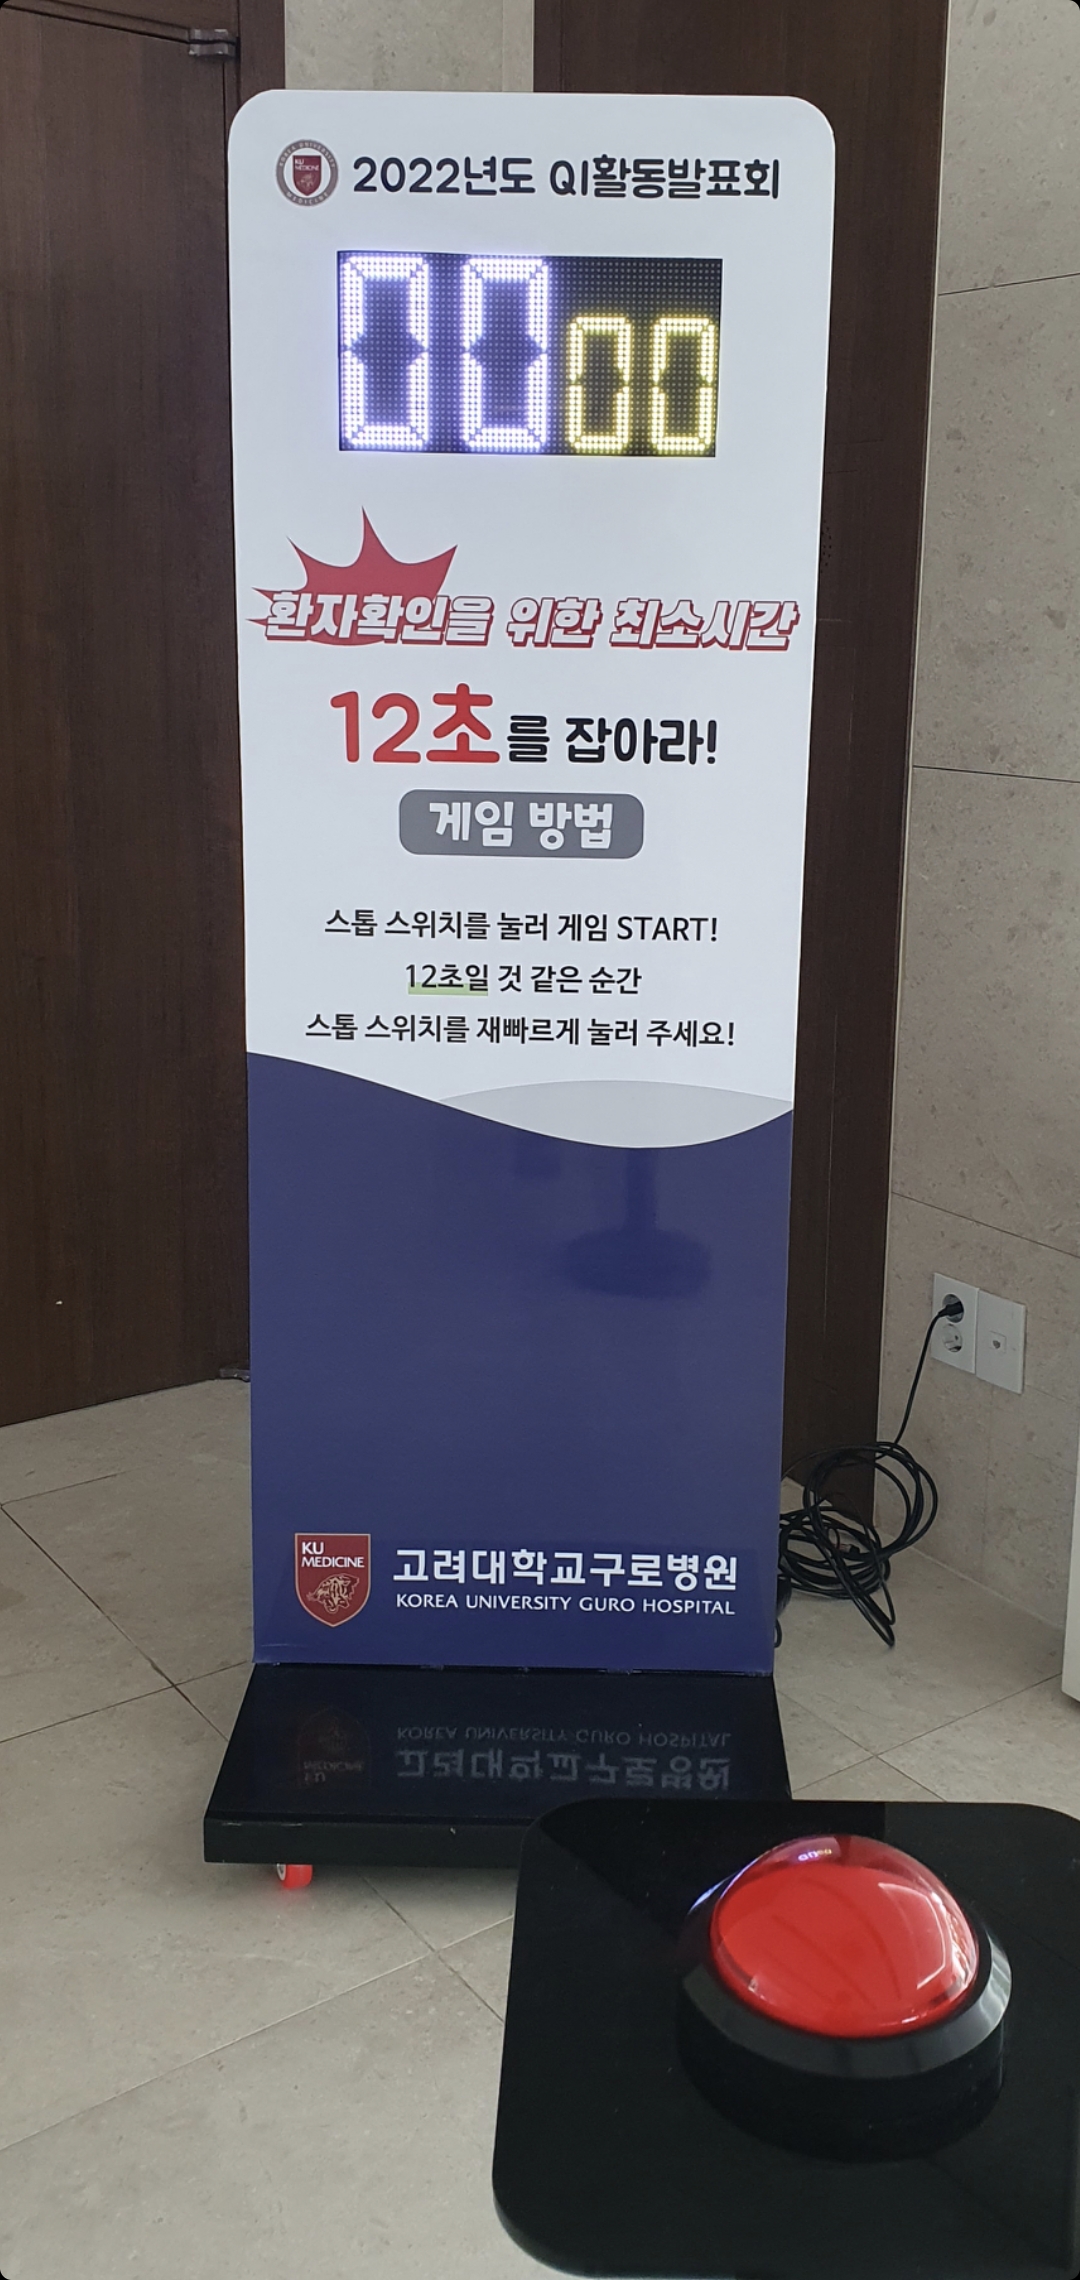 KU
MEDICINE
2022년도 QI활동발표회
00 00
환자확인을 위한 최소시간
12초를 잡아라!
게임 방법
스톱 스위치를 눌러 게임 START!
12초일 것 같은 순간
스톱 스위치를 재빠르게 눌러 주세요!
KU
MEDICINE
고려대학교구로병원
KOREA UNIVERSITY GURO HOSPITAL